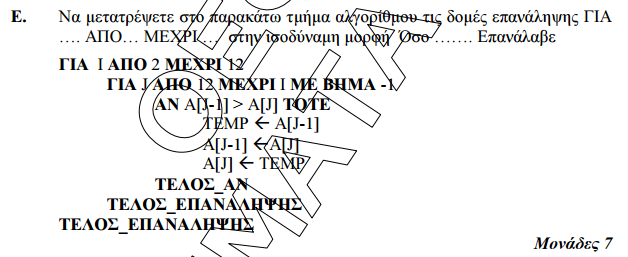 Ε. Να μετατρέψετε στο παρακάτω τμήμα αλγορίθμου τις δομές επανάληψης ΓΙΑ
…. ΑΠΟ… ΜΕΧΡΙ… στην ισοδύναμη μορφή Όσο……. Επανάλαβε
ΓΙΑ Ι ΑΠΟ 2 ΜΕΧΡΙ 12
ΓΙΑ J ΑΠΟ 12 ΜΕΧΡΙ Ι ΜΕ ΒΗΜΑ -1
ΑΝ A[J-1] > A[J] ΤΟΤΕ
TEMP ← A[J-1]
A[J-1] ← A[J]
A[J] ← TEMP
ΤΕΛΟΣ_ΑΝ
ΤΕΛΟΣ_ΕΠΑΝΑΛΗΨΗΣ
ΤΕΛΟΣ_ΕΠΑΝΑΛΗΨΗΣ
Μονάδες 7